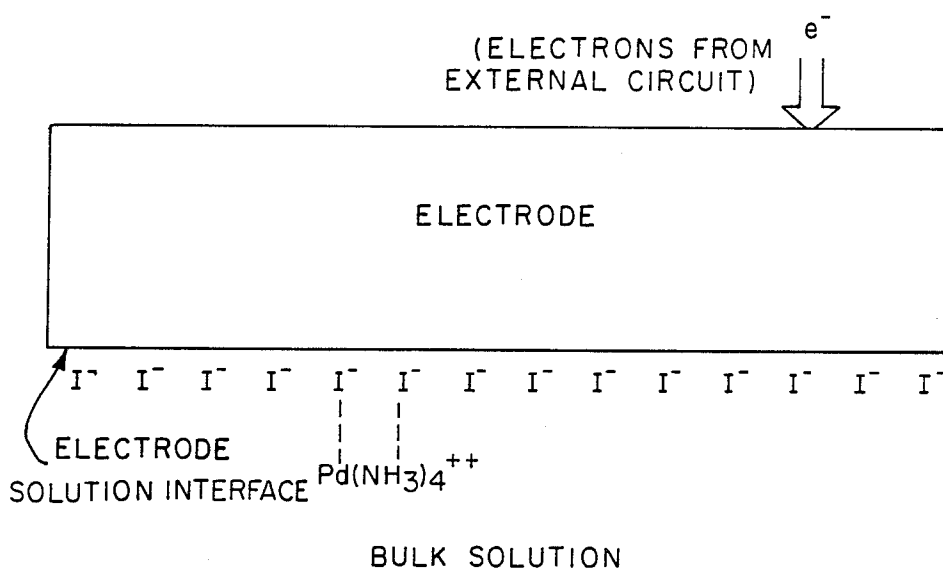 e⁻
(ELECTRONS FROM
EXTERNAL CIRCUIT)
ELECTRODE
I⁻ I⁻ I⁻ I⁻ I⁻ I⁻ I⁻ I⁻ I⁻ I⁻ I⁻ I⁻ I⁻ I⁻
ELECTRODE
SOLUTION INTERFACE
Pd(NH3)4⁺⁺
BULK SOLUTION